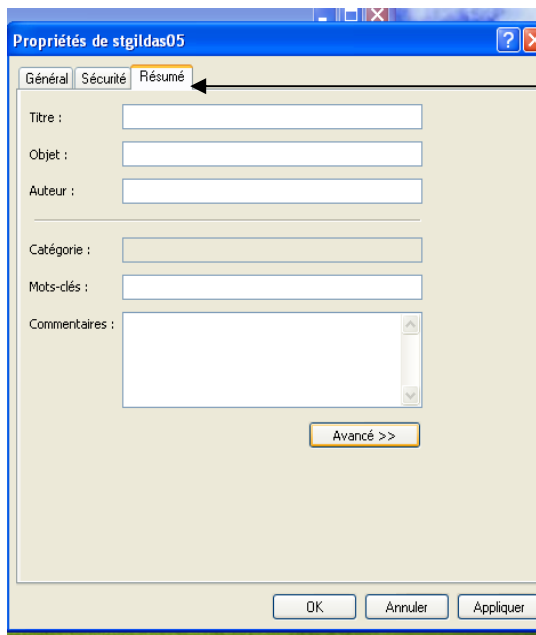 Propriétés de stgildas05
Général Sécurité Résumé
Titre :
Objet :
Auteur :
Catégorie :
Mots-clés :
Commentaires :
Avancé >>
OK Annuler Appliquer